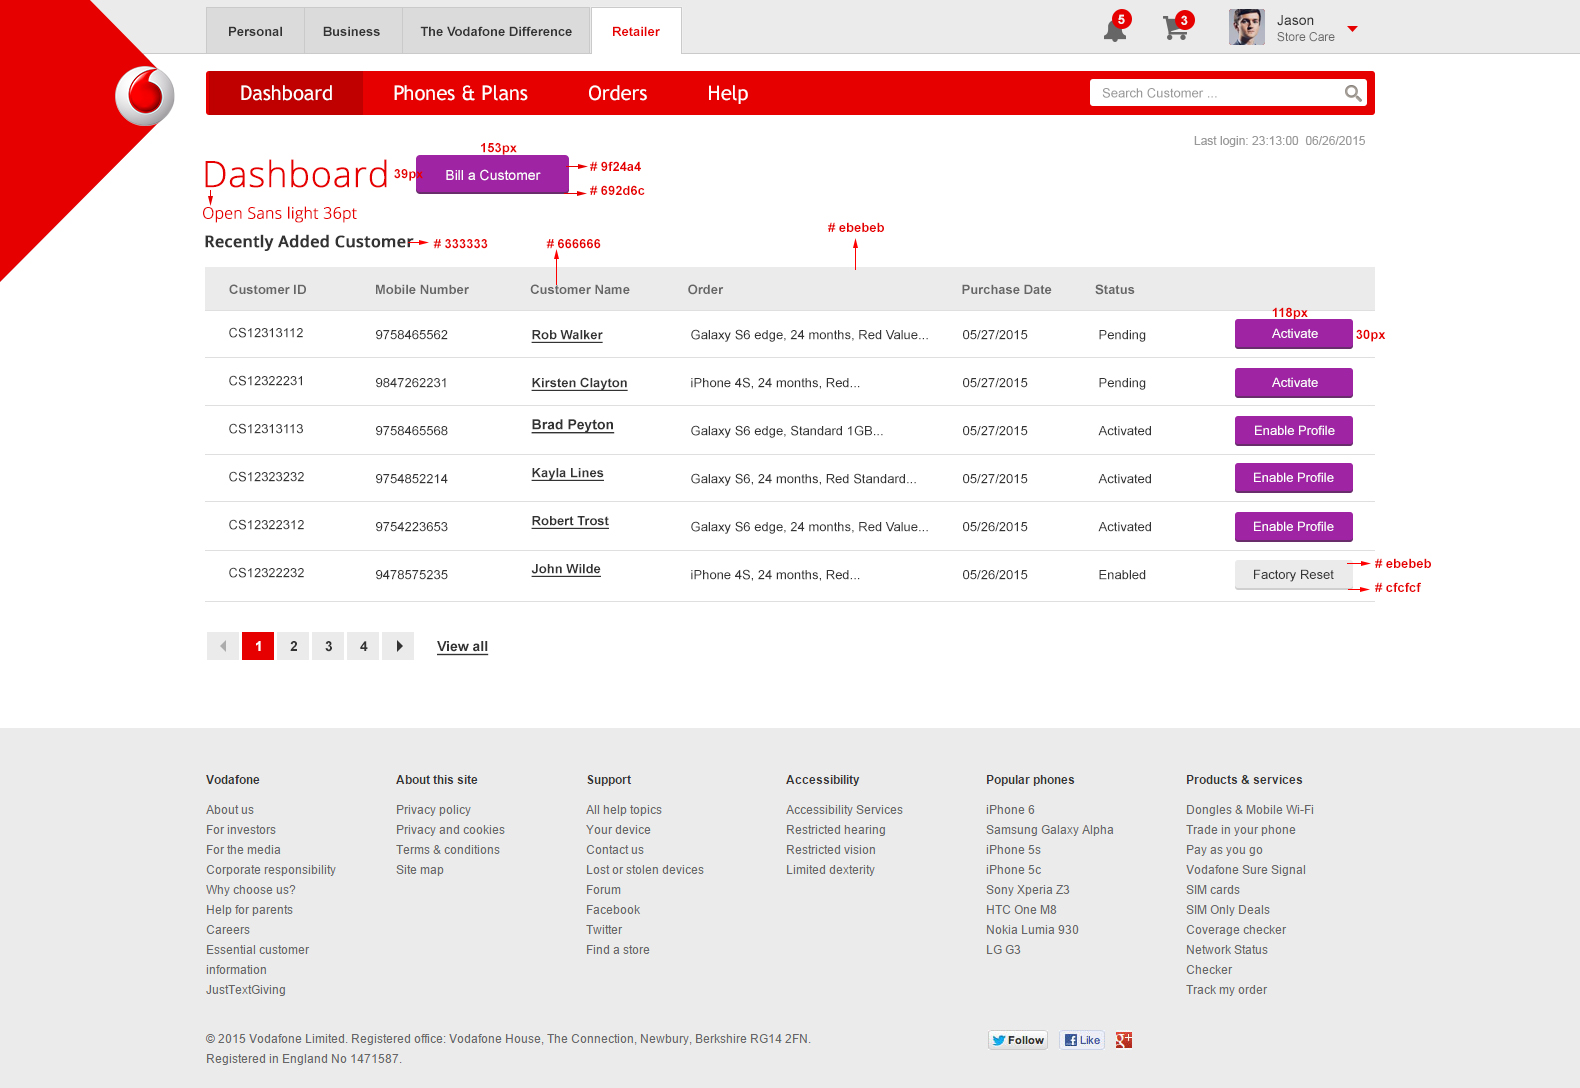 Personal Business The Vodafone Difference Retailer 5 3 Jason
Store Care
Dashboard Phones & Plans Orders Help Search Customer ...
Last login: 23:13:00 06/26/2015
153px
Dashboard 39px Bill a Customer # 9f24a4
# 692d6c
Open Sans light 36pt
Recently Added Customer # 333333 # 666666 # ebebeb
Customer ID Mobile Number Customer Name Order Purchase Date Status
118px
CS12313112 9758465562 Rob Walker Galaxy S6 edge, 24 months, Red Value... 05/27/2015 Pending Activate 30px
CS12322231 9847262231 Kirsten Clayton iPhone 4S, 24 months, Red... 05/27/2015 Pending Activate
CS12313113 9758465568 Brad Peyton Galaxy S6 edge, Standard 1GB... 05/27/2015 Activated Enable Profile
CS12323232 9754852214 Kayla Lines Galaxy S6, 24 months, Red Standard... 05/27/2015 Activated Enable Profile
CS12322312 9754223653 Robert Trost Galaxy S6 edge, 24 months, Red Value... 05/26/2015 Activated Enable Profile
CS12322232 9478575235 John Wilde iPhone 4S, 24 months, Red... 05/26/2015 Enabled Factory Reset # ebebeb
# cfcfcf
1 2 3 4 View all
Vodafone
About us
For investors
For the media
Corporate responsibility
Why choose us?
Help for parents
Careers
Essential customer
information
JustTextGiving
About this site
Privacy policy
Privacy and cookies
Terms & conditions
Site map
Support
All help topics
Your device
Contact us
Lost or stolen devices
Forum
Facebook
Twitter
Find a store
Accessibility
Accessibility Services
Restricted hearing
Restricted vision
Limited dexterity
Popular phones
iPhone 6
Samsung Galaxy Alpha
iPhone 5s
iPhone 5c
Sony Xperia Z3
HTC One M8
Nokia Lumia 930
LG G3
Products & services
Dongles & Mobile Wi-Fi
Trade in your phone
Pay as you go
Vodafone Sure Signal
SIM cards
SIM Only Deals
Coverage checker
Network Status
Checker
Track my order
© 2015 Vodafone Limited. Registered office: Vodafone House, The Connection, Newbury, Berkshire RG14 2FN.
Registered in England No 1471587.
Follow Like g+